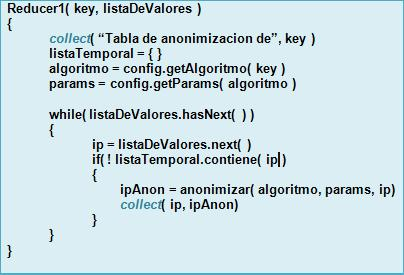 Reducer1( key, listaDeValores )
{
collect( “Tabla de anonimizacion de”, key )
listaTemporal = { }
algoritmo = config.getAlgoritmo( key )
params = config.getParams( algoritmo )
while( listaDeValores.hasNext( ) )
{
ip = listaDeValores.next( )
if( ! listaTemporal.contiene( ip)
{
ipAnon = anonimizar( algoritmo, params, ip)
collect( ip, ipAnon)
}
}
}